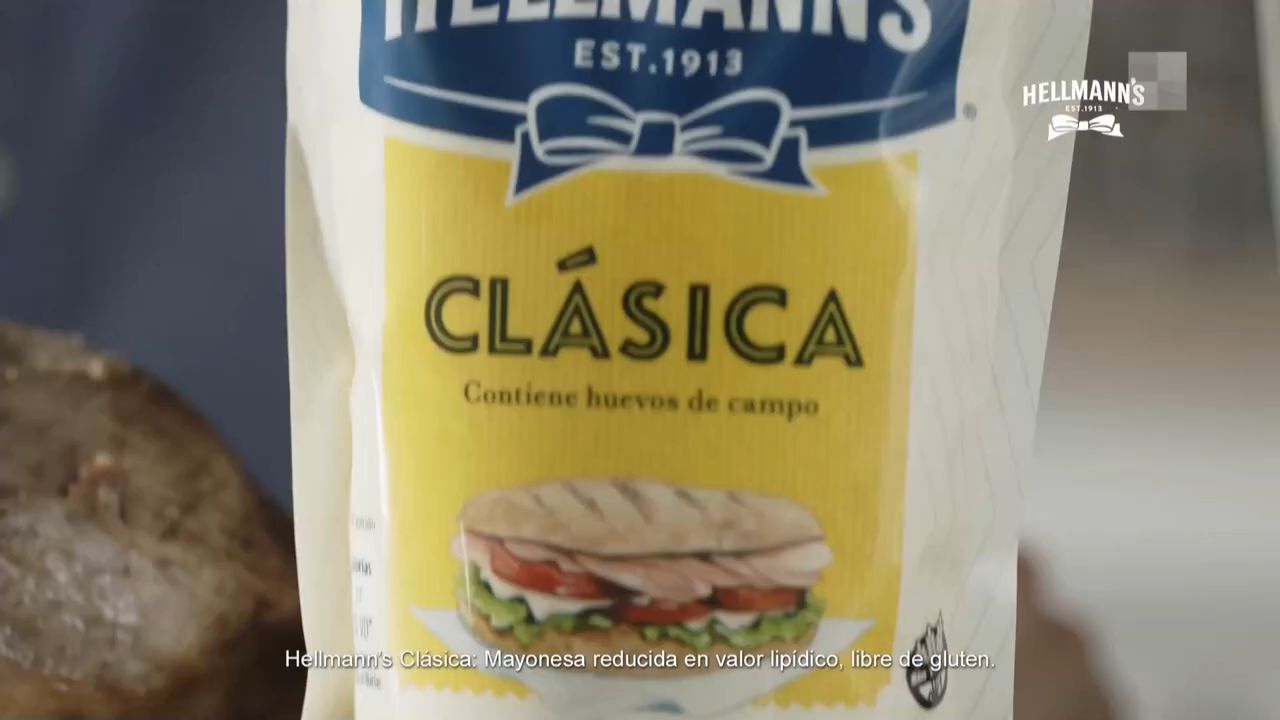 HELLMANN'S
EST.1913
HELLMANN'S
EST.1913
CLÁSICA
Contiene huevos de campo
Hellmann's Clásica: Mayonesa reducida en valor lipídico, libre de gluten.